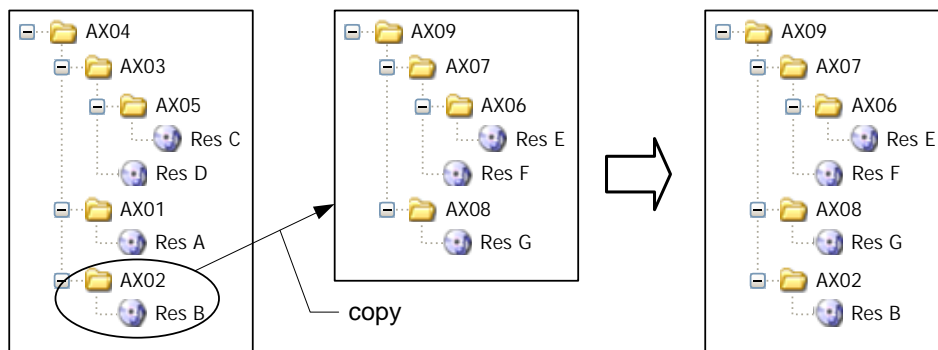 AX04
AX03
AX05
Res C
Res D
AX01
Res A
AX02
Res B
copy
AX09
AX07
AX06
Res E
Res F
AX08
Res G
AX09
AX07
AX06
Res E
Res F
AX08
Res G
AX02
Res B